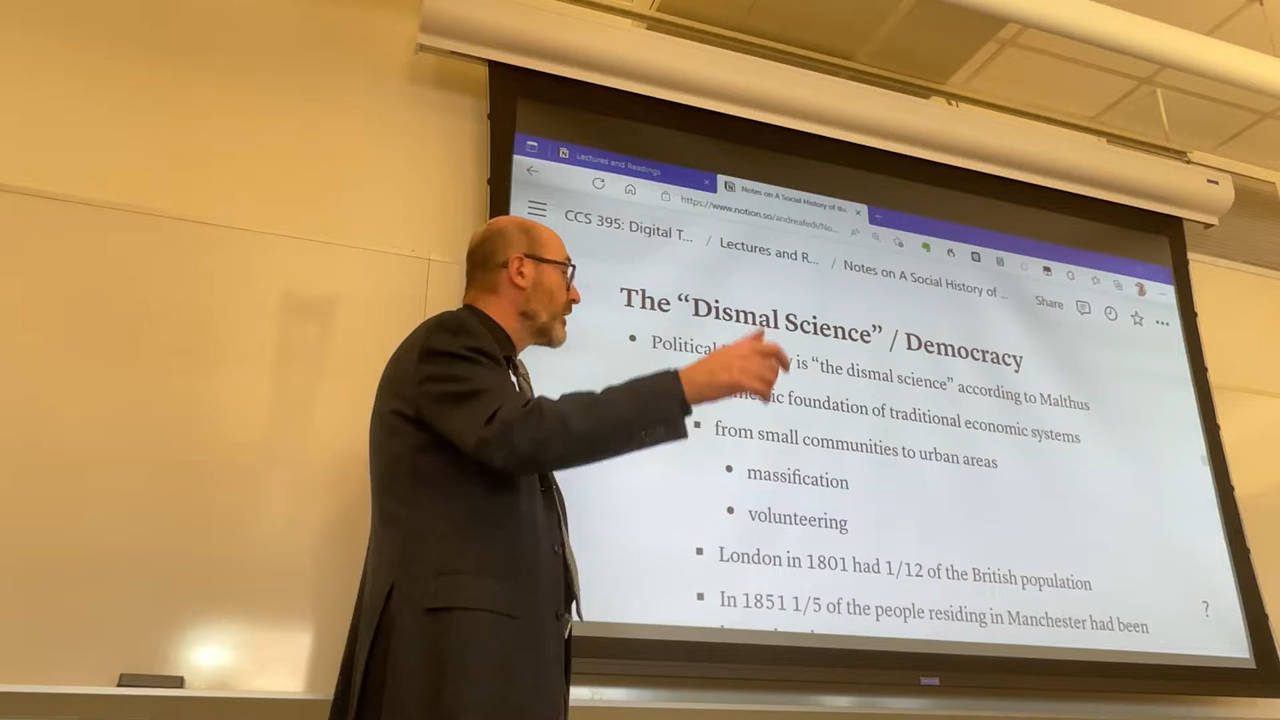 Lectures and Readings
Notes on A Social History of the
https://www.notion.so/andreafedi/No...
CCS 395: Digital T... / Lectures and R... / Notes on A Social History of ...
Share
The “Dismal Science” / Democracy
Political is “the dismal science” according to Malthus
foundation of traditional economic systems
from small communities to urban areas
massification
volunteering
London in 1801 had 1/12 of the British population
In 1851 1/5 of the people residing in Manchester had been
?